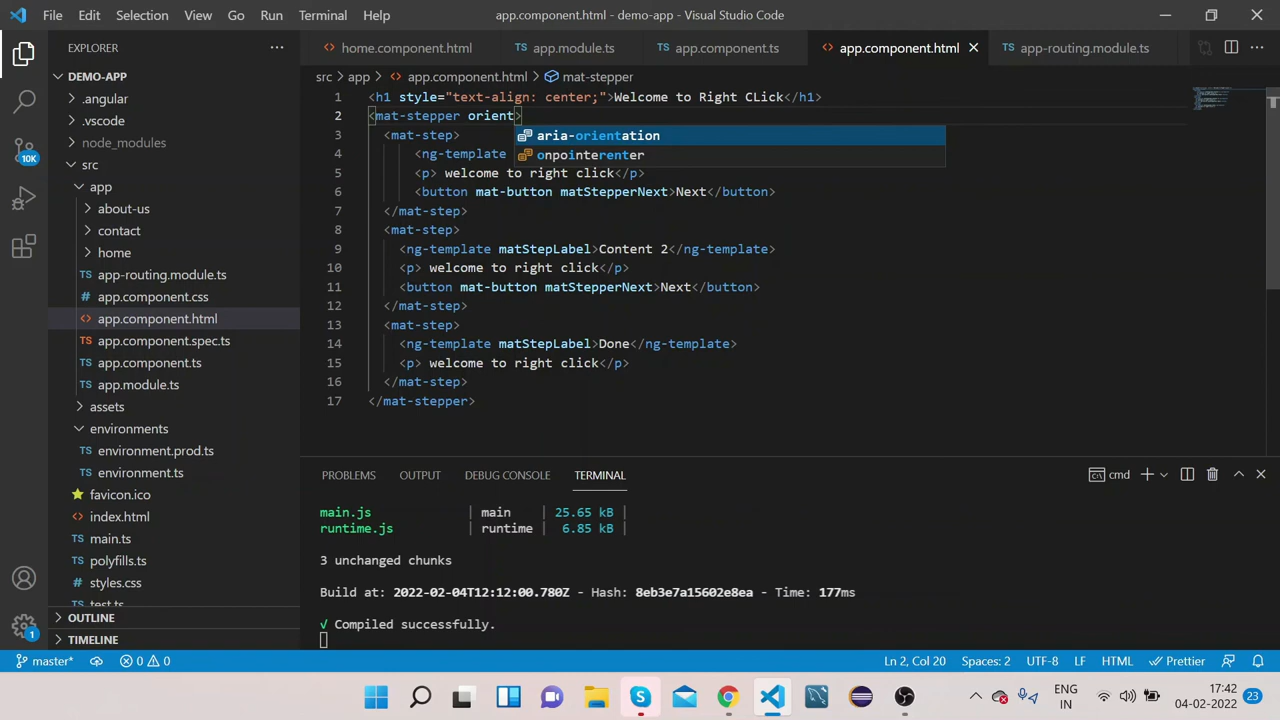 File Edit Selection View Go Run Terminal Help
app.component.html - demo-app - Visual Studio Code
EXPLORER
DEMO-APP
.angular
.vscode
node_modules
src
app
about-us
contact
home
TS app-routing.module.ts
app.component.css
<> app.component.html
TS app.component.spec.ts
TS app.component.ts
TS app.module.ts
assets
environments
TS environment.prod.ts
TS environment.ts
favicon.ico
<> index.html
TS main.ts
TS polyfills.ts
styles.css
TS test.ts
OUTLINE
TIMELINE
10K
1
<> home.component.html
TS app.module.ts
TS app.component.ts
<> app.component.html
TS app-routing.module.ts
src > app > <> app.component.html > mat-stepper
1 <h1 style="text-align: center;">Welcome to Right CLick</h1>
2 <mat-stepper orient>
aria-orientation
onpointerenter
3 <mat-step>
4 <ng-template
5 <p> welcome to right click</p>
6 <button mat-button matStepperNext>Next</button>
7 </mat-step>
8 <mat-step>
9 <ng-template matStepLabel>Content 2</ng-template>
10 <p> welcome to right click</p>
11 <button mat-button matStepperNext>Next</button>
12 </mat-step>
13 <mat-step>
14 <ng-template matStepLabel>Done</ng-template>
15 <p> welcome to right click</p>
16 </mat-step>
17 </mat-stepper>
PROBLEMS OUTPUT DEBUG CONSOLE TERMINAL
cmd
main.js | main | 25.65 kB |
runtime.js | runtime | 6.85 kB |
3 unchanged chunks
Build at: 2022-02-04T12:12:00.780Z - Hash: 8eb3e7a15602e8ea - Time: 177ms
√ Compiled successfully.
master* 0 0
Ln 2, Col 20 Spaces: 2 UTF-8 LF HTML Prettier
ENG
IN
17:42
04-02-2022
23